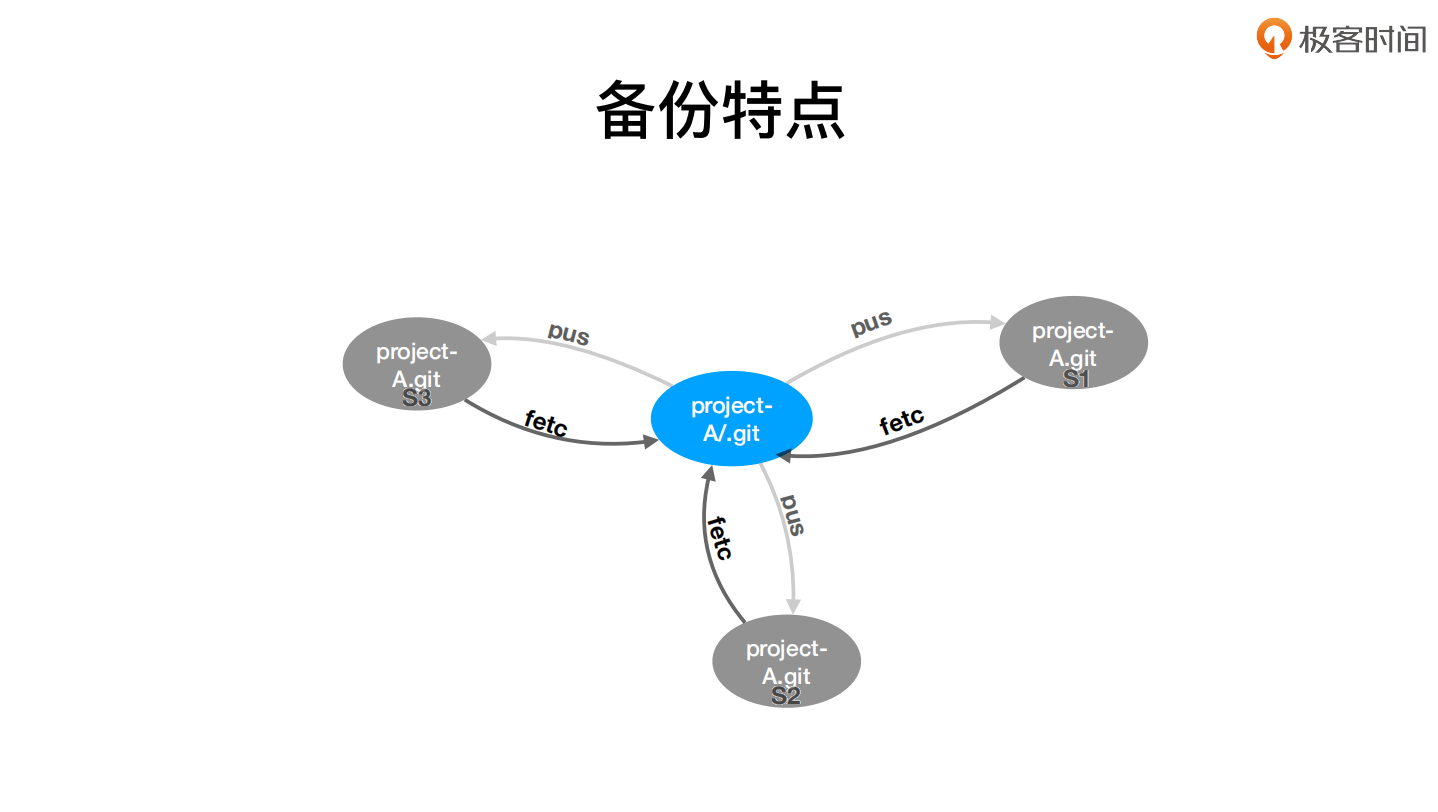 极客时间
备份特点
pus
pus
project-
A.git
S1
project-
A.git
S3
project-
A/.git
fetc
fetc
pus
fetc
project-
A.git
S2